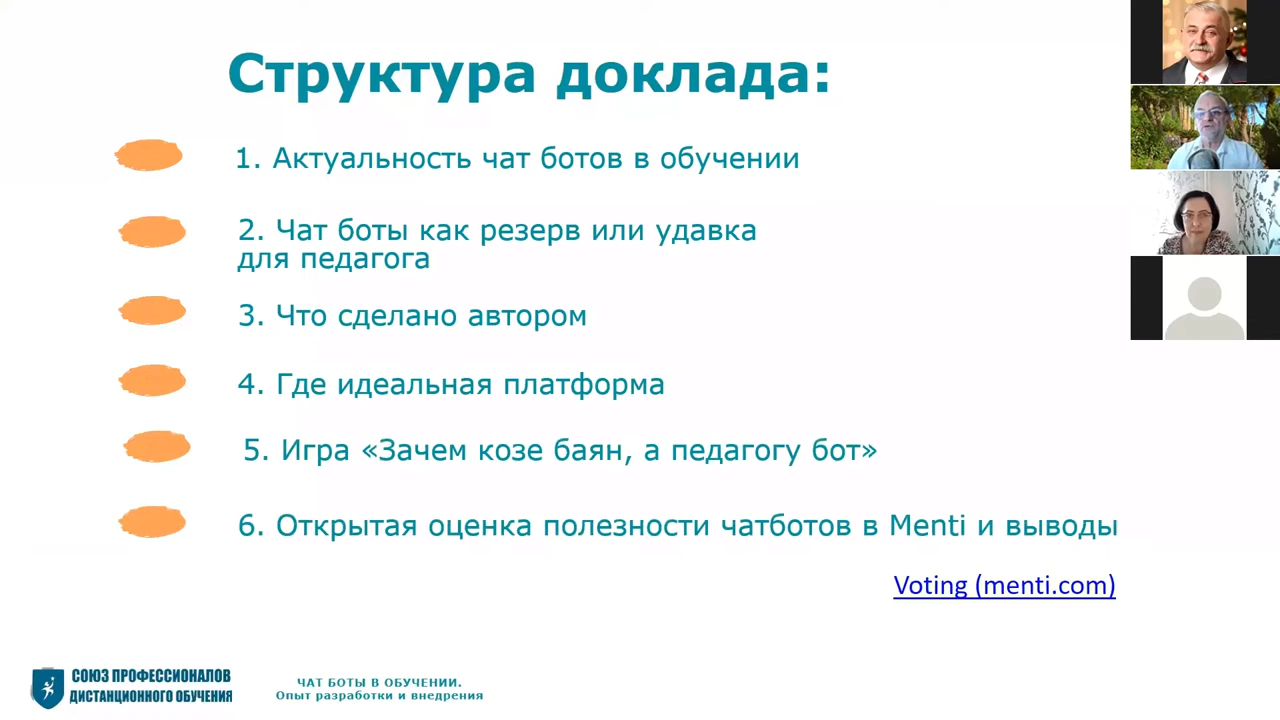 Структура доклада:
1. Актуальность чат ботов в обучении
2. Чат боты как резерв или удавка
для педагога
3. Что сделано автором
4. Где идеальная платформа
5. Игра «Зачем козе баян, а педагогу бот»
6. Открытая оценка полезности чатботов в Menti и выводы
Voting (menti.com)
СОЮЗ ПРОФЕССИОНАЛОВ
ДИСТАНЦИОННОГО ОБУЧЕНИЯ
ЧАТ БОТЫ В ОБУЧЕНИИ.
Опыт разработки и внедрения